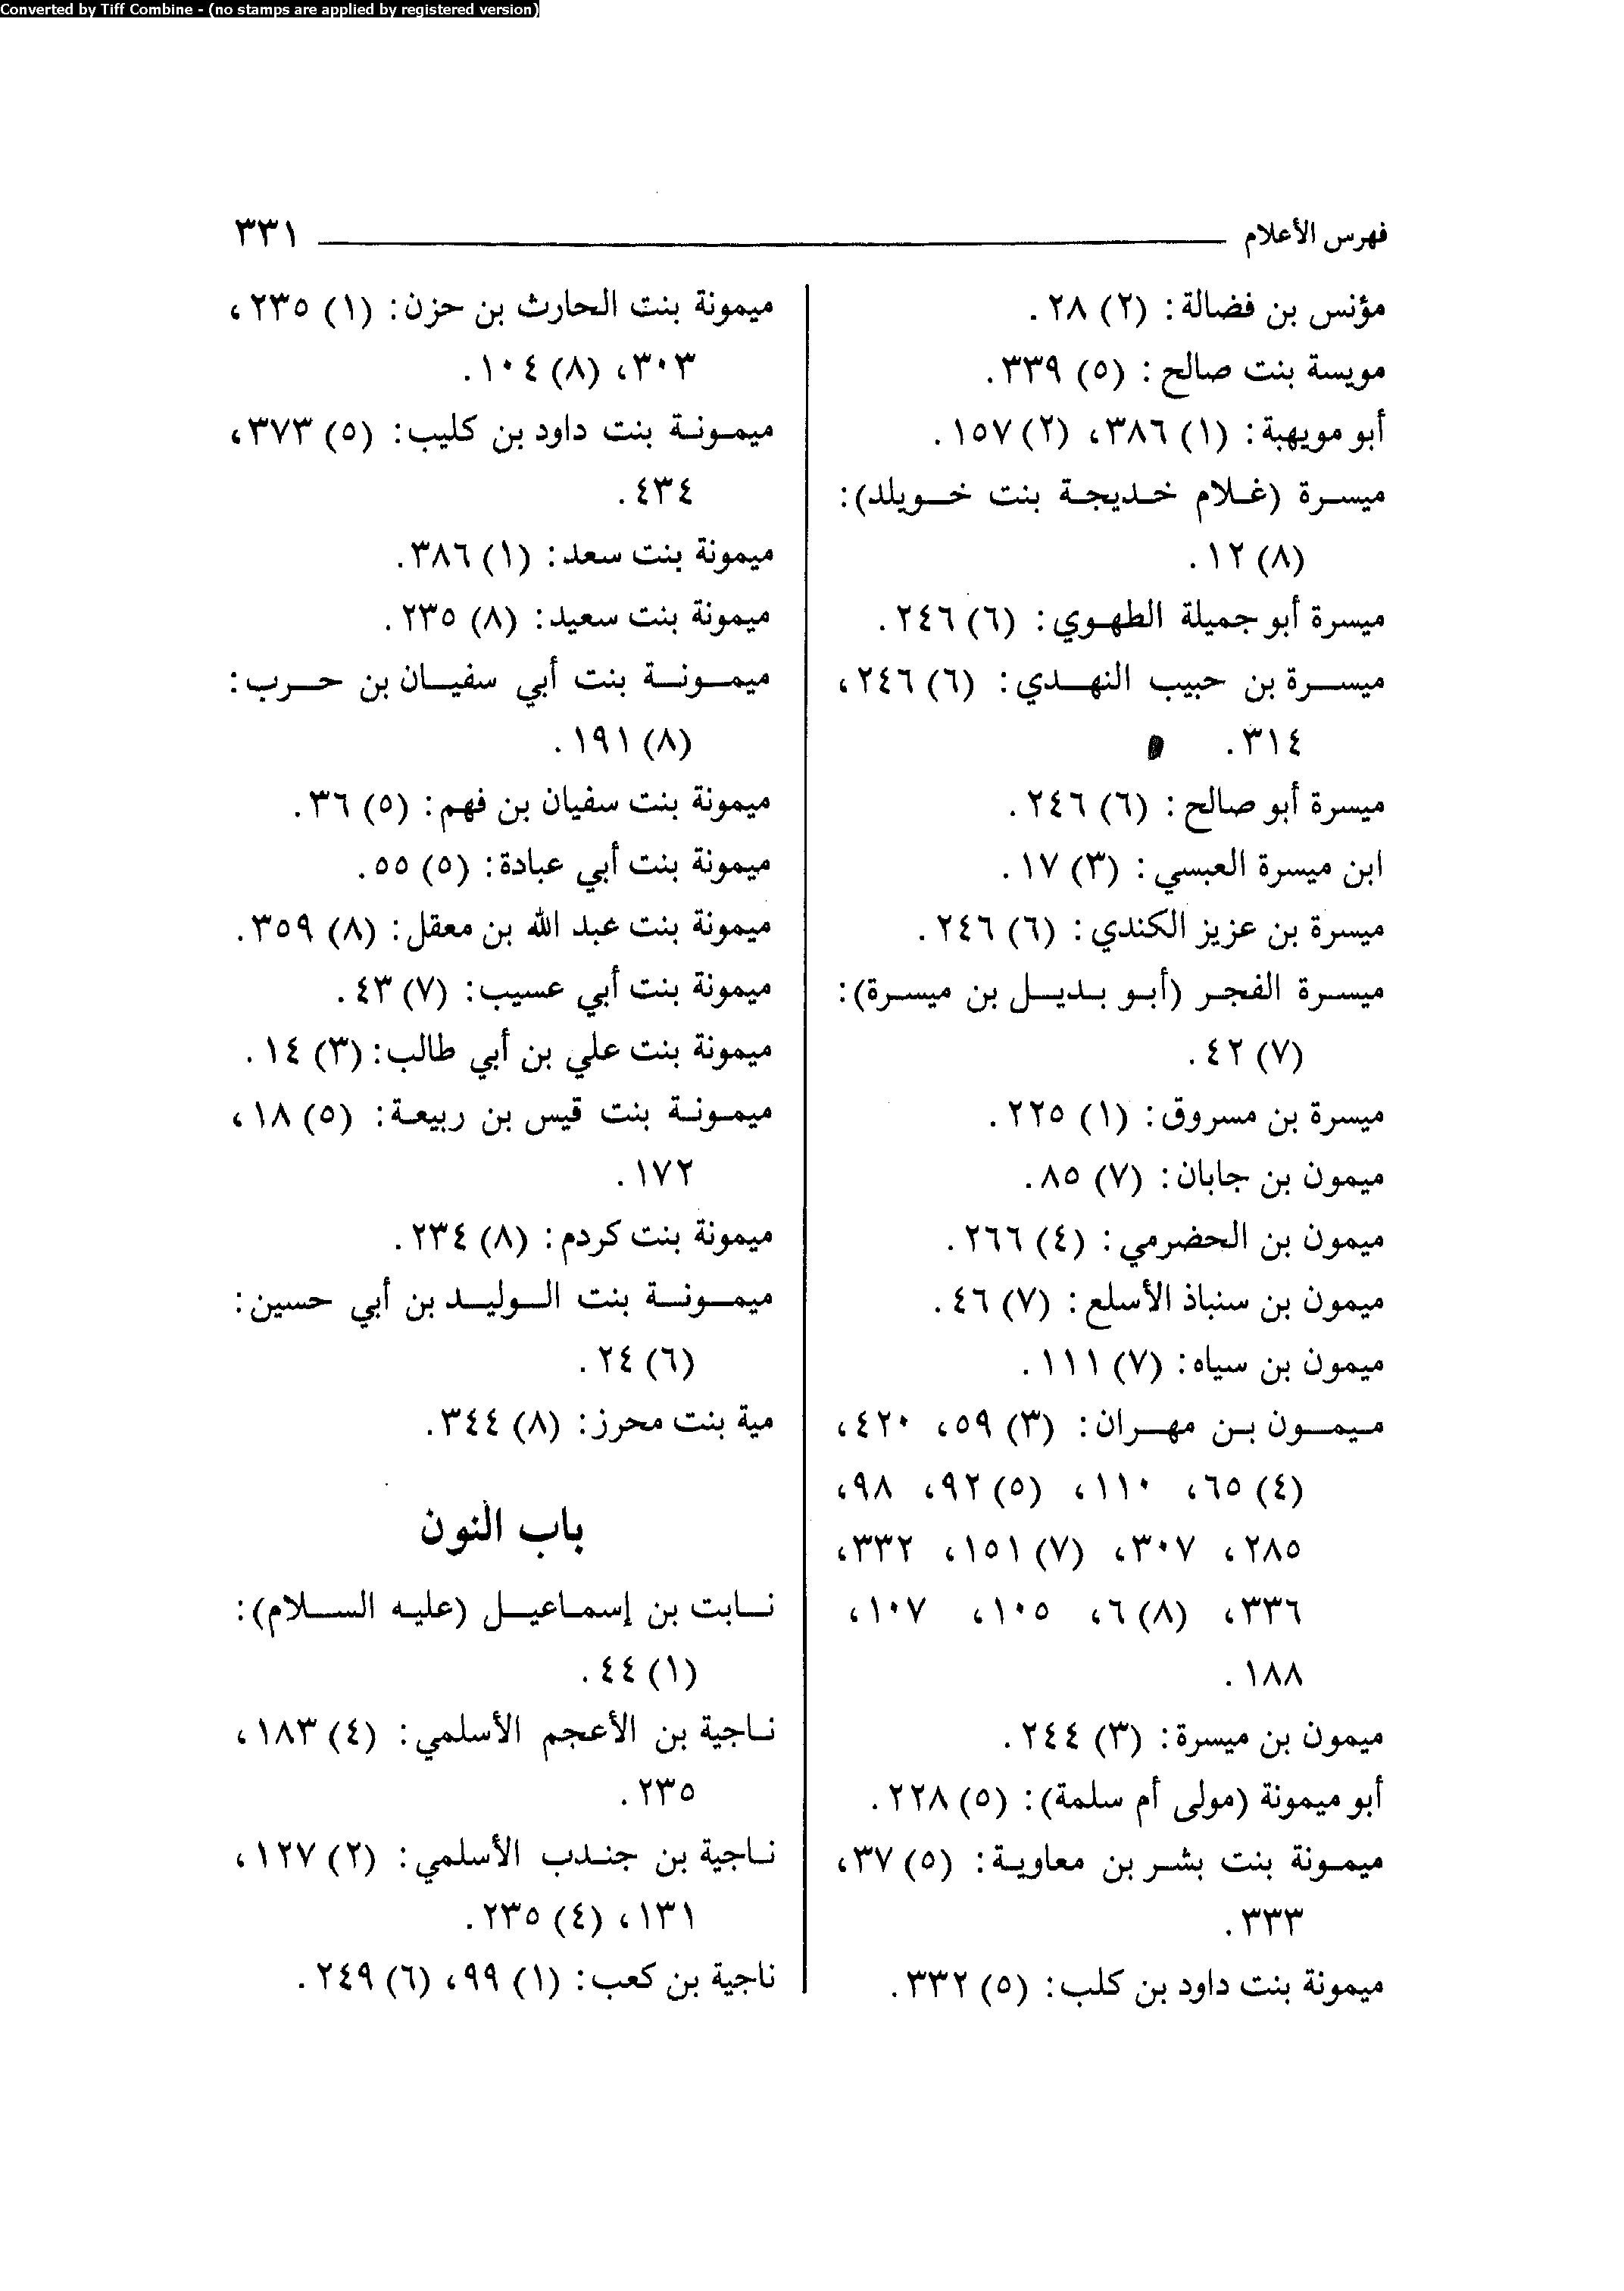 Converted by Tiff Combine - (no stamps are applied by registered version)
فهرس الأعلام ٣٣١
مؤنس بن فضالة: (٢) ٢٨.
مويسة بنت صالح: (٥) ٣٣٩.
أبو مويهبة: (١) ٣٨٦، (٢) ١٥٧.
ميسرة (غلام خديجة بنت خويلد):
(٨) ١٢.
ميسرة أبو جميلة الطهوي: (٦) ٢٤٦.
ميسرة بن حبيب النهدي: (٦) ٢٤٦،
٣١٤.
ميسرة أبو صالح: (٦) ٢٤٦.
ابن ميسرة العبسي: (٣) ١٧.
ميسرة بن عزيز الكندي: (٦) ٢٤٦.
ميسرة الفجر (أبو بديل بن ميسرة):
(٧) ٤٢.
ميسرة بن مسروق: (١) ٢٢٥.
ميمون بن جابان: (٧) ٨٥.
ميمون بن الحضرمي: (٤) ٢٦٦.
ميمون بن سنباذ الأسلع: (٧) ٤٦.
ميمون بن سياه: (٧) ١١١.
ميمون بن مهران: (٣) ٥٩، ٤٢٠،
(٤) ٦٥، ١١٠، (٥) ٩٢، ٩٨،
٢٨٥، ٣٠٧، (٧) ١٥١، ٣٣٢،
٣٣٦، (٨) ٦، ١٠٥، ١٠٧،
١٨٨.
ميمون بن ميسرة: (٣) ٢٤٤.
أبو ميمونة (مولى أم سلمة): (٥) ٢٢٨.
ميمونة بنت بشر بن معاوية: (٥) ٣٧،
٣٣٣.
ميمونة بنت داود بن كلب: (٥) ٣٣٢.
ميمونة بنت الحارث بن حزن: (١) ٢٣٥،
٣٠٣، (٨) ١٠٤.
ميمونة بنت داود بن كليب: (٥) ٣٧٣،
٤٣٤.
ميمونة بنت سعد: (١) ٣٨٦.
ميمونة بنت سعيد: (٨) ٢٣٥.
ميمونة بنت أبي سفيان بن حرب:
(٨) ١٩١.
ميمونة بنت سفيان بن فهم: (٥) ٣٦.
ميمونة بنت أبي عبادة: (٥) ٥٥.
ميمونة بنت عبد الله بن معقل: (٨) ٣٥٩.
ميمونة بنت أبي عسيب: (٧) ٤٣.
ميمونة بنت علي بن أبي طالب: (٣) ١٤.
ميمونة بنت قيس بن ربيعة: (٥) ١٨،
١٧٢.
ميمونة بنت كردم: (٨) ٢٣٤.
ميمونة بنت الوليد بن أبي حسين:
(٦) ٢٤.
مية بنت محرز: (٨) ٣٤٤.
باب النون
نابت بن إسماعيل (عليه السلام):
(١) ٤٤.
ناجية بن الأعجم الأسلمي: (٤) ١٨٣،
٢٣٥.
ناجية بن جندب الأسلمي: (٢) ١٢٧،
١٣١، (٤) ٢٣٥.
ناجية بن كعب: (١) ٩٩، (٦) ٢٤٩.